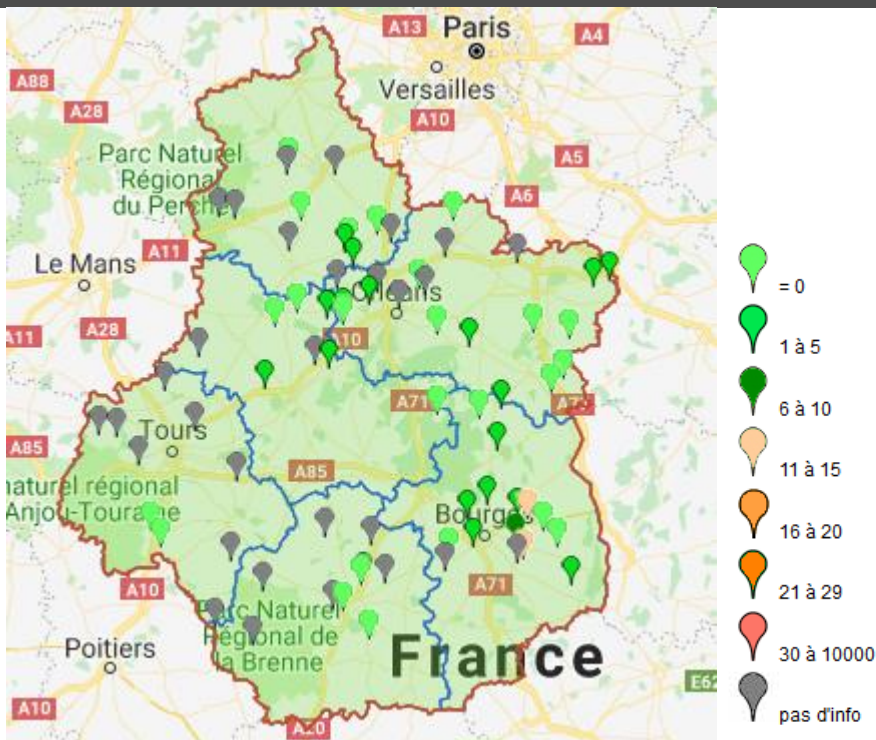 A13
Paris
A4
A88
Versailles
A28
A10
Parc Naturel
Régional
du Perche
A5
A6
A11
Le Mans
= 0
Orléans
A11
A28
A10
1 à 5
A71
A77
6 à 10
Tours
A85
A85
11 à 15
naturel régional
Anjou-Touraine
Bourges
16 à 20
A10
A71
21 à 29
Parc Naturel
Régional de
la Brenne
Poitiers
France
30 à 10000
E62
A10
A20
pas d'info